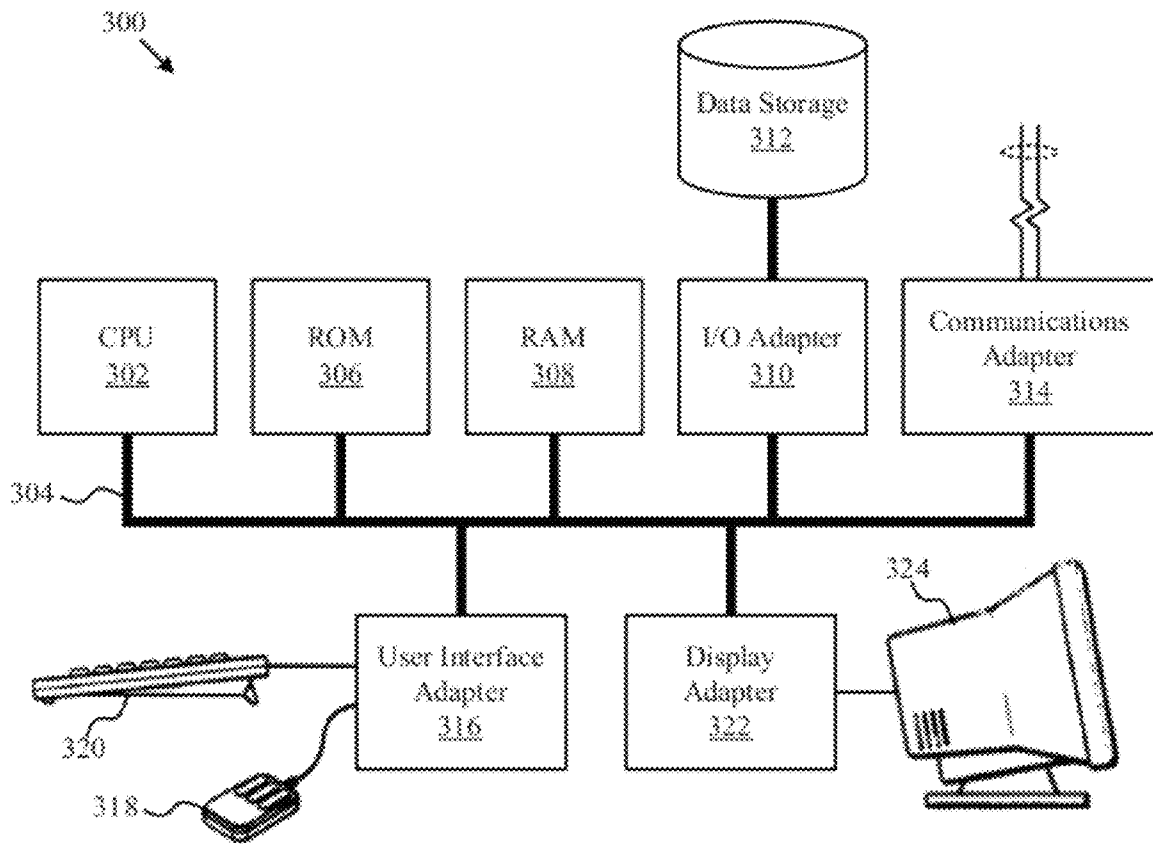 300
Data Storage
312
CPU
302
ROM
306
RAM
308
I/O Adapter
310
Communications
Adapter
314
304
324
User Interface
Adapter
316
Display
Adapter
322
320
318